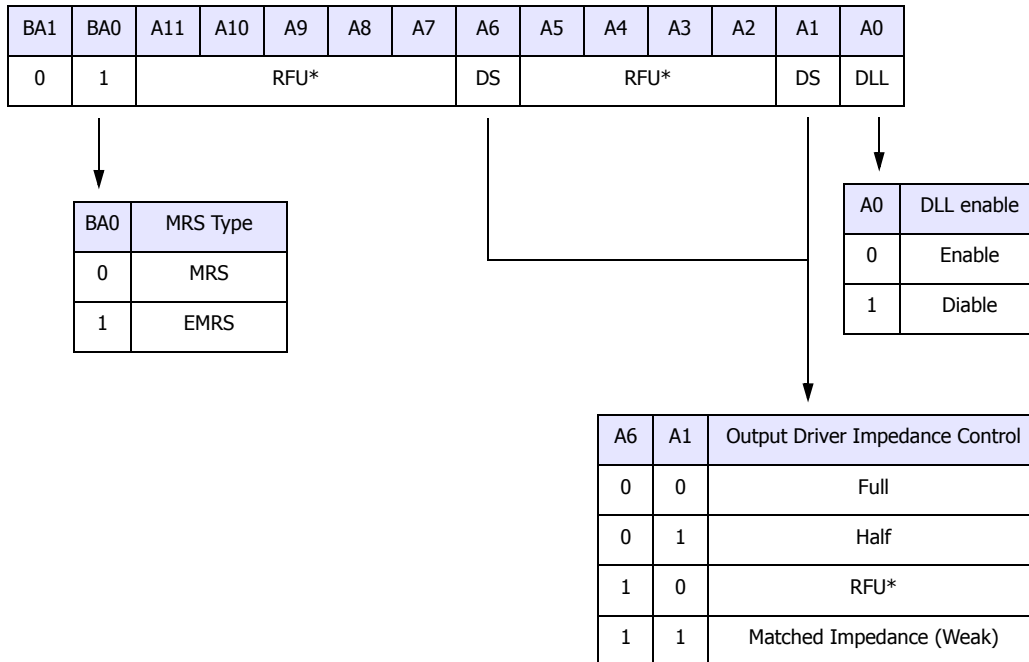 BA1 BA0 A11 A10 A9 A8 A7 A6 A5 A4 A3 A2 A1 A0
0 1 RFU* DS RFU* DS DLL
BA0 MRS Type
0 MRS
1 EMRS
A0 DLL enable
0 Enable
1 Diable
A6 A1 Output Driver Impedance Control
0 0 Full
0 1 Half
1 0 RFU*
1 1 Matched Impedance (Weak)